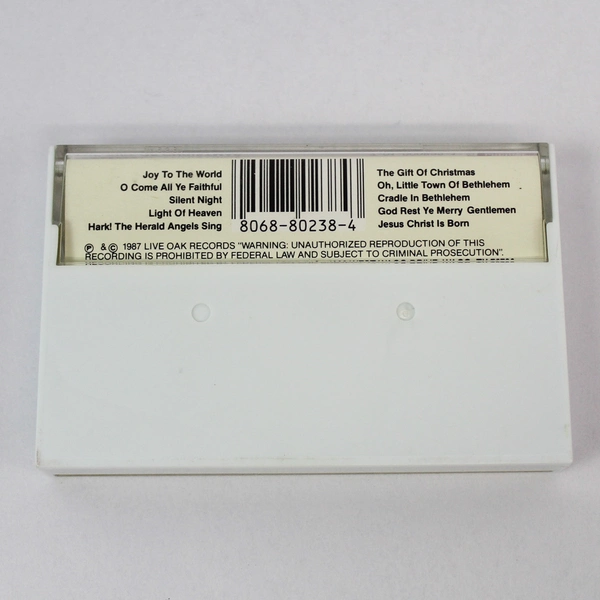 Joy To The World
O Come All Ye Faithful
Silent Night
Light Of Heaven
Hark! The Herald Angels Sing
8068-80238-4
The Gift Of Christmas
Oh, Little Town Of Bethlehem
Cradle In Bethlehem
God Rest Ye Merry Gentlemen
Jesus Christ Is Born
℗ & © 1987 LIVE OAK RECORDS "WARNING: UNAUTHORIZED REPRODUCTION OF THIS
RECORDING IS PROHIBITED BY FEDERAL LAW AND SUBJECT TO CRIMINAL PROSECUTION".